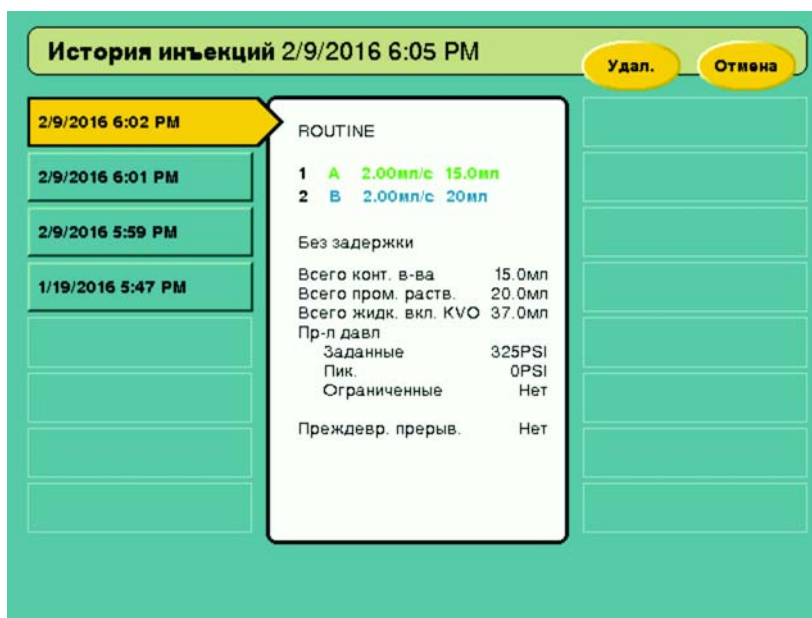 История инъекций 2/9/2016 6:05 PM
Удал.
Отмена
2/9/2016 6:02 PM
2/9/2016 6:01 PM
2/9/2016 5:59 PM
1/19/2016 5:47 PM
ROUTINE
1 A 2.00мл/с 15.0мл
2 B 2.00мл/с 20мл
Без задержки
Всего конт. в-ва 15.0мл
Всего пром. раств. 20.0мл
Всего жидк. вкл. KVO 37.0мл
Пр-л давл
Заданные 325PSI
Пик. 0PSI
Ограниченные Нет
Преждевр. прерыв. Нет